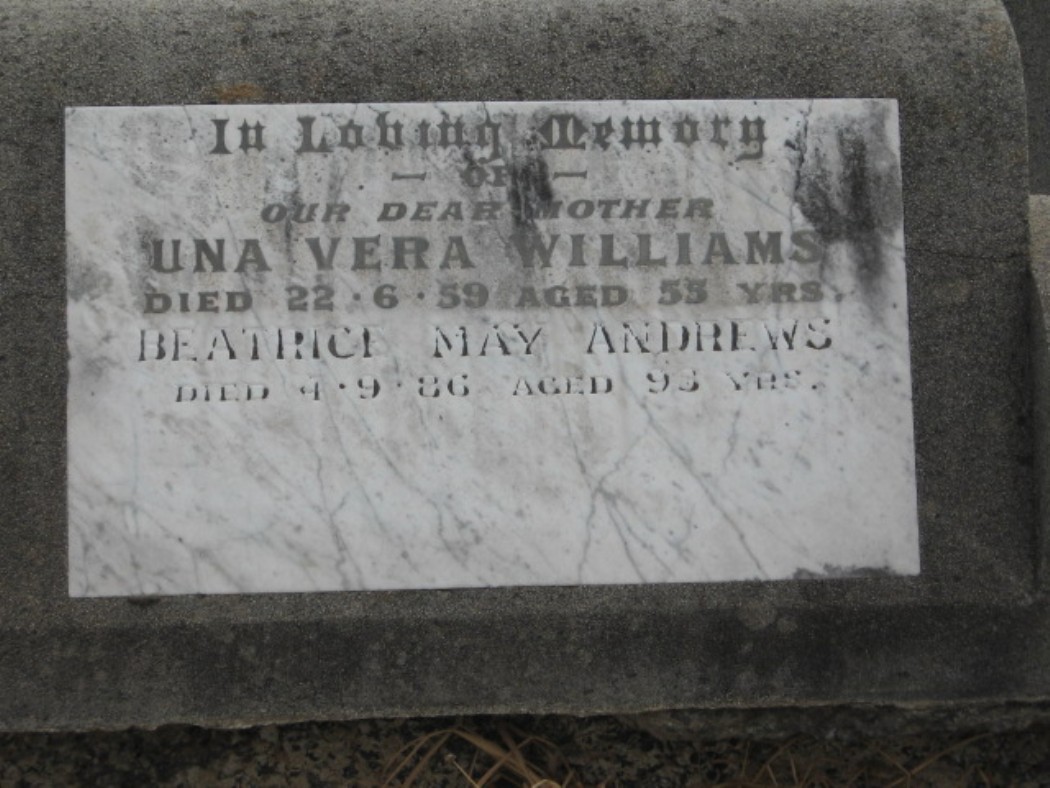 In Loving Memory
— OF —
OUR DEAR MOTHER
UNA VERA WILLIAMS
DIED 22·6·59 AGED 55 YRS.
BEATRICE MAY ANDREWS
DIED 4·9·86 AGED 93 YRS.